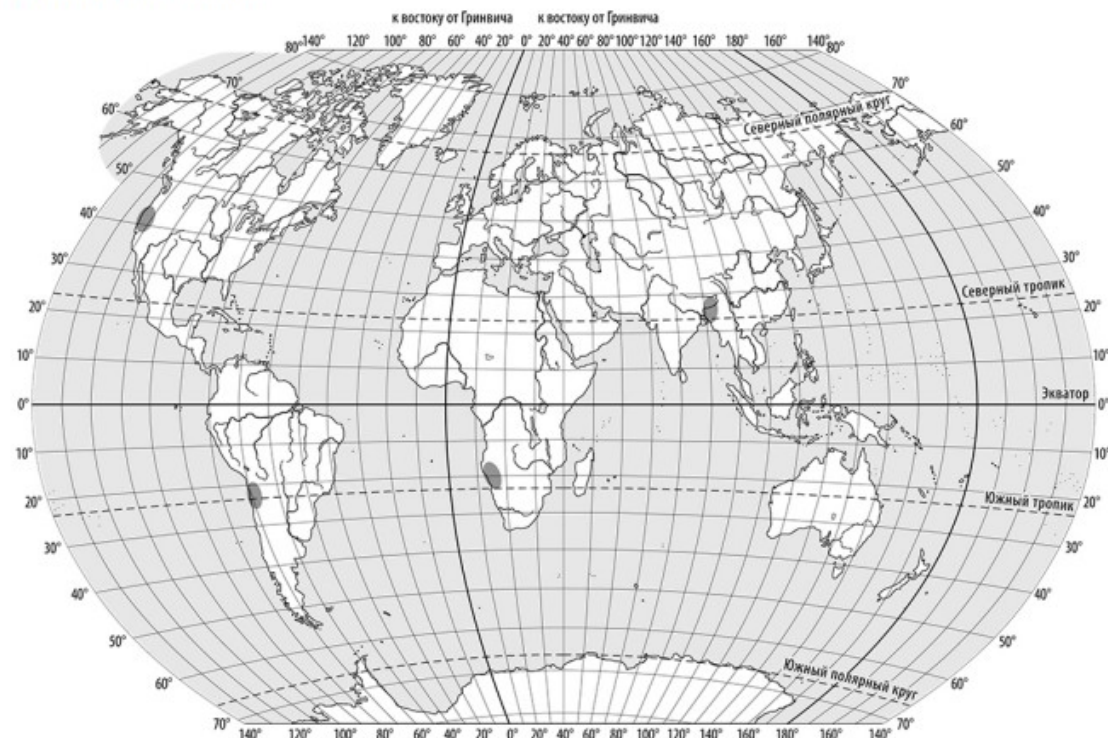 к востоку от Гринвича к востоку от Гринвича
80° 140° 120° 100° 80° 60° 40° 20° 0° 20° 40° 60° 80° 100° 120° 140° 160° 180° 160° 140° 80°
70° 70°
Северный полярный круг
60° 60°
50° 50°
40° 40°
30° 30°
Северный тропик
20° 20°
10° 10°
Экватор
0° 0°
10° 10°
20° 20°
Южный тропик
30° 30°
40° 40°
50° 50°
Южный полярный круг
60° 60°
70° 70°
140° 120° 100° 80° 60° 40° 20° 0° 20° 40° 60° 80° 100° 120° 140° 160° 180° 160° 140°